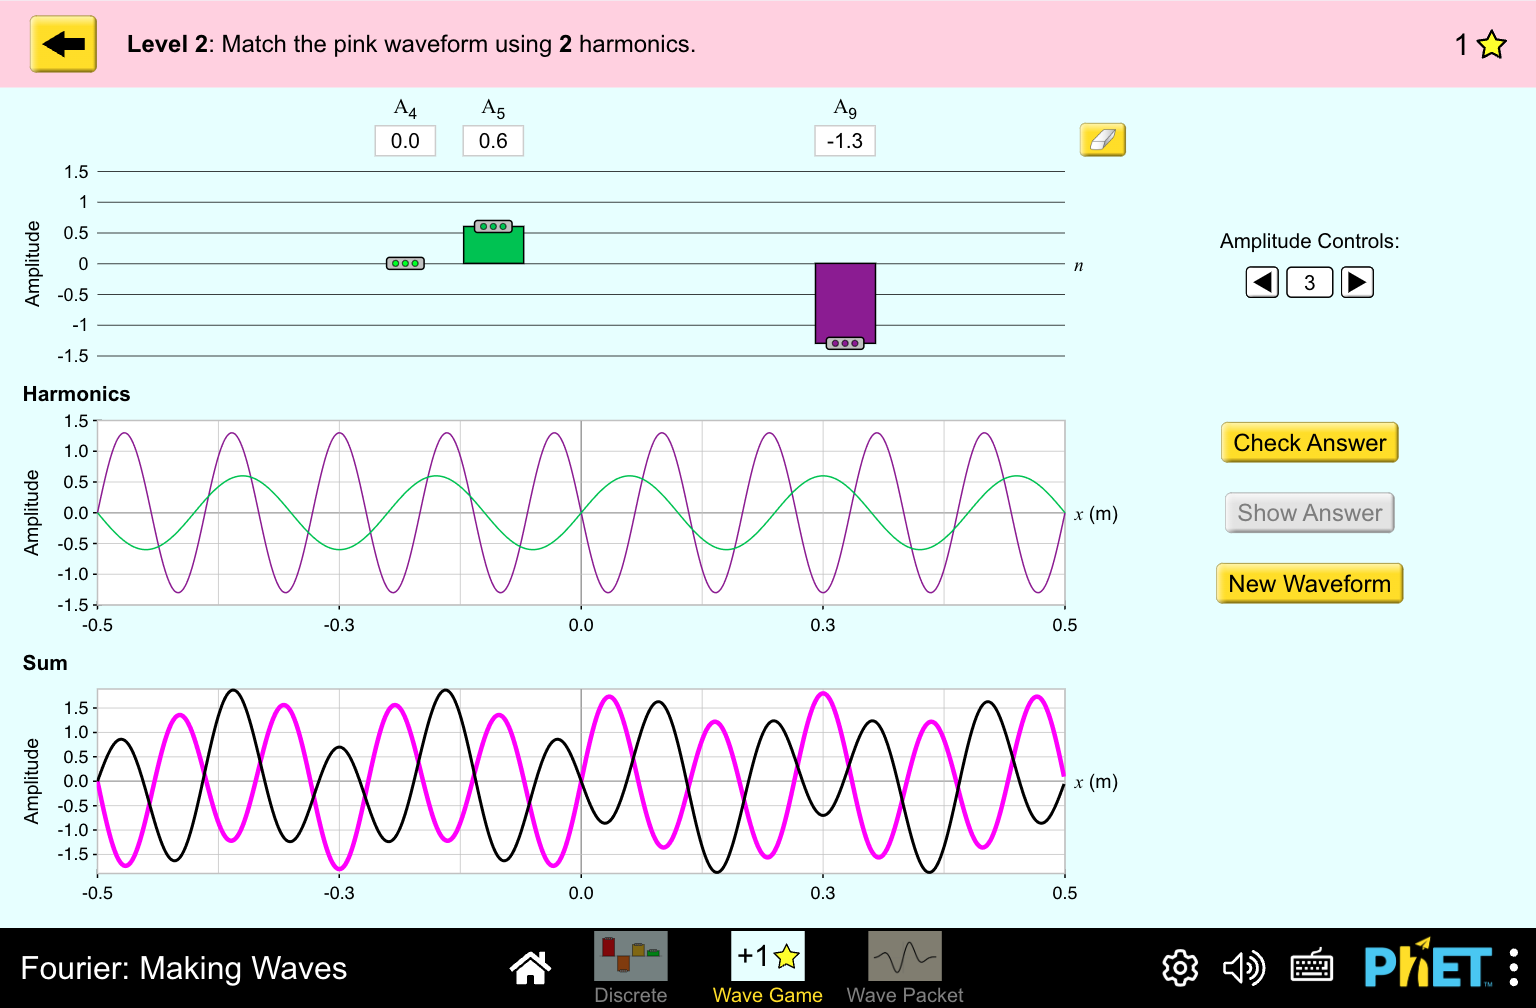 Level 2: Match the pink waveform using 2 harmonics.
1
A4 A5 A9
0.0 0.6 -1.3
1.5
1
0.5
0
-0.5
-1
-1.5
Amplitude
n
Amplitude Controls:
3
Harmonics
1.5
1.0
0.5
0.0
-0.5
-1.0
-1.5
Amplitude
x (m)
-0.5 -0.3 0.0 0.3 0.5
Check Answer
Show Answer
New Waveform
Sum
1.5
1.0
0.5
0.0
-0.5
-1.0
-1.5
Amplitude
x (m)
-0.5 -0.3 0.0 0.3 0.5
Fourier: Making Waves
+1
Discrete Wave Game Wave Packet
PhET